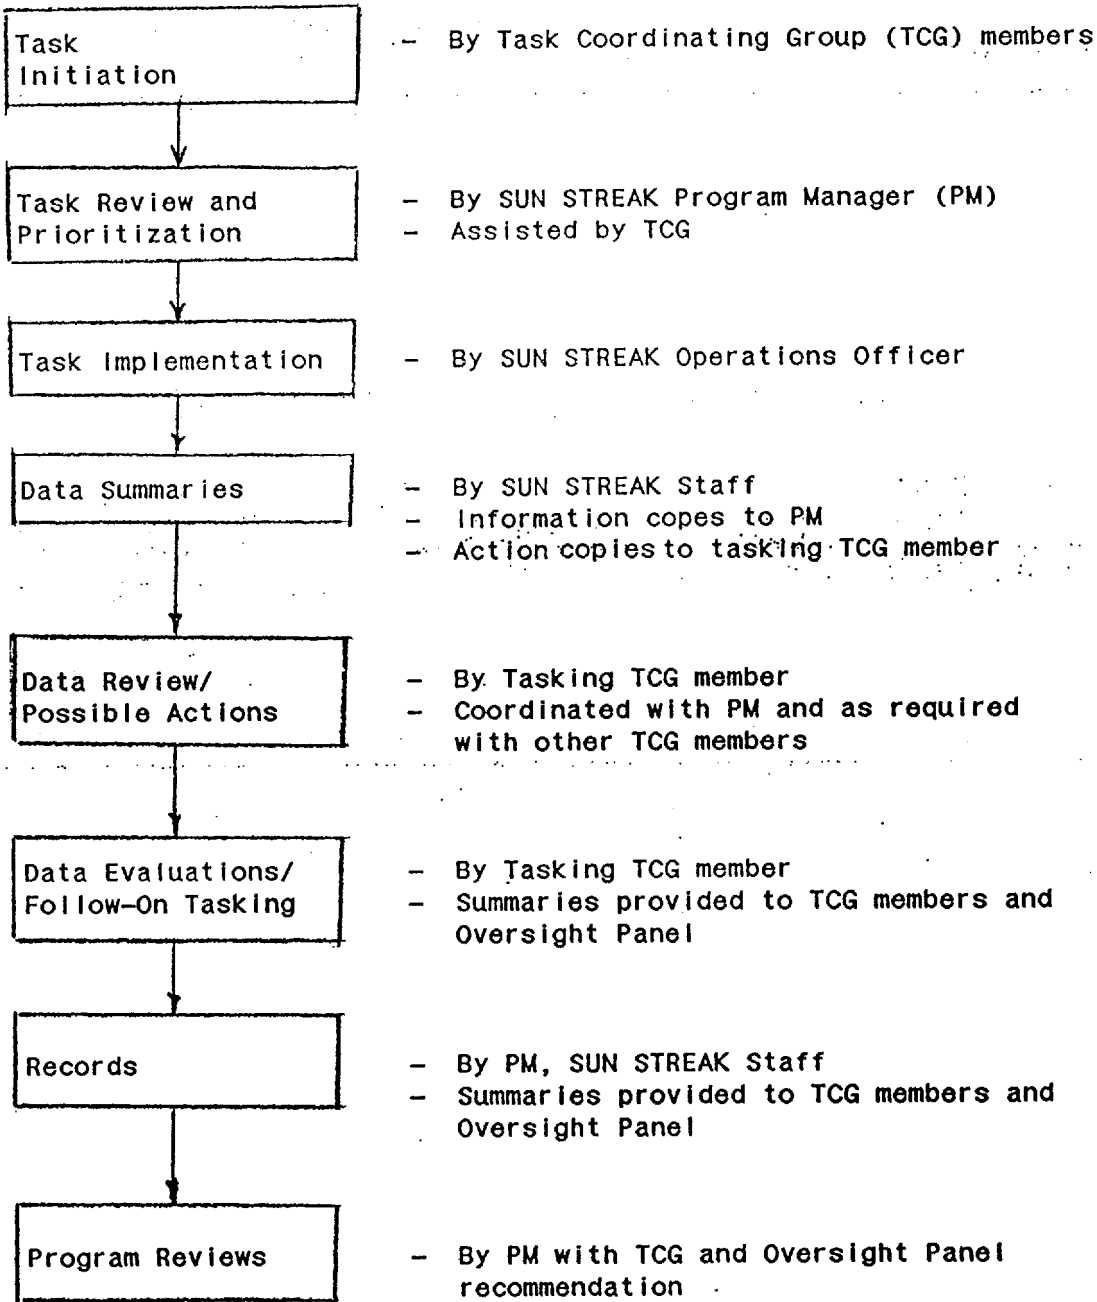 Task
Initiation
- By Task Coordinating Group (TCG) members
Task Review and
Prioritization
- By SUN STREAK Program Manager (PM)
- Assisted by TCG
Task Implementation
- By SUN STREAK Operations Officer
Data Summaries
- By SUN STREAK Staff
- Information copes to PM
- Action copies to tasking TCG member
Data Review/
Possible Actions
- By Tasking TCG member
- Coordinated with PM and as required
with other TCG members
Data Evaluations/
Follow-On Tasking
- By Tasking TCG member
- Summaries provided to TCG members and
Oversight Panel
Records
- By PM, SUN STREAK Staff
- Summaries provided to TCG members and
Oversight Panel
Program Reviews
- By PM with TCG and Oversight Panel
recommendation